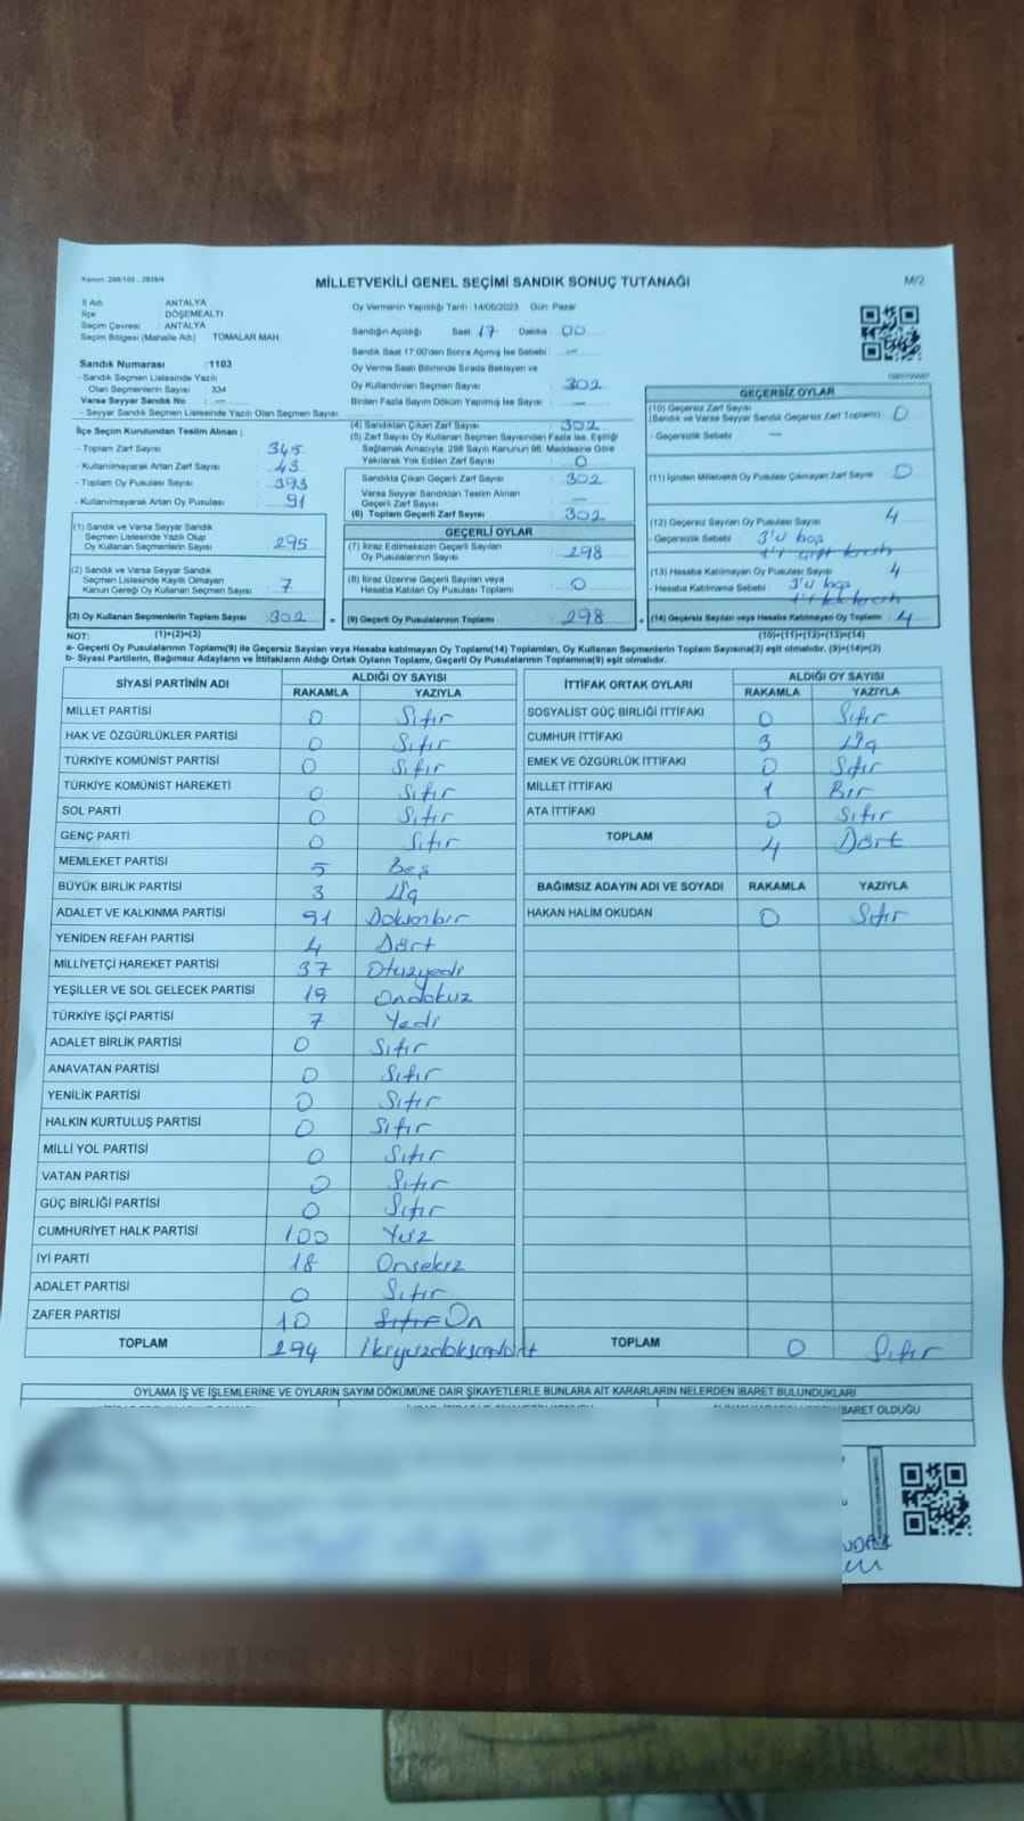 MİLLETVEKİLİ GENEL SEÇİMİ SANDIK SONUÇ TUTANAĞI
M/2
İl Adı ANTALYA
İlçe DÖŞEMEALTI
Seçim Çevresi ANTALYA
Seçim Bölgesi (Mahalle Adı) TOMALAR MAH.
Oy Vermenin Yapıldığı Tarih : 14/05/2023 Gün: Pazar
Sandığın Açıldığı Saat 17 Dakika 00
Sandık Saat 17:00'den Sonra Açılmış İse Sebebi : —
Sandık Numarası : 1103
- Sandık Seçmen Listesinde Yazılı
Olan Seçmenlerin Sayısı
Varsa Seyyar Sandık No : —
- Seyyar Sandık Seçmen Listesinde Yazılı Olan Seçmen Sayısı
Oy Verme Saati Bitiminde Sırada Bekleyen ve
Oy Kullandırılan Seçmen Sayısı 302
Birden Fazla Sayım Döküm Yapılmış İse Sayısı —
İlçe Seçim Kurulundan Teslim Alınan :
- Toplam Zarf Sayısı 345
- Kullanılmayarak Artan Zarf Sayısı 43
- Toplam Oy Pusulası Sayısı 393
- Kullanılmayarak Artan Oy Pusulası 91
(1) Sandık ve Varsa Seyyar Sandık
Seçmen Listesinde Yazılı Olup
Oy Kullanan Seçmenlerin Sayısı 295
(2) Sandık ve Varsa Seyyar Sandık
Seçmen Listesinde Kayıtlı Olmayan
Kanun Gereği Oy Kullanan Seçmen Sayısı 7
(3) Oy Kullanan Seçmenlerin Toplam Sayısı 302
(4) Sandıktan Çıkan Zarf Sayısı 302
(5) Zarf Sayısı Oy Kullanan Seçmen Sayısından Fazla İse, Eşitliği
Sağlamak Amacıyla, 298 Sayılı Kanunun 98. Maddesine Göre
Yakılarak Yok Edilen Zarf Sayısı 0
Sandıkta Çıkan Geçerli Zarf Sayısı 302
Varsa Seyyar Sandıktan Teslim Alınan
Geçerli Zarf Sayısı —
(6) Toplam Geçerli Zarf Sayısı 302
GEÇERLİ OYLAR
(7) İtiraz Edilmeksizin Geçerli Sayılan
Oy Pusulalarının Sayısı 298
(8) İtiraz Üzerine Geçerli Sayılan veya
Hesaba Katılan Oy Pusulası Toplamı 0
(9) Geçerli Oy Pusulalarının Toplamı 298
GEÇERSİZ OYLAR
(10) Geçersiz Zarf Sayısı
(Sandık ve Varsa Seyyar Sandık Geçersiz Zarf Toplamı) 0
- Geçersizlik Sebebi —
(11) İçinden Milletvekili Oy Pusulası Çıkmayan Zarf Sayısı 0
(12) Geçersiz Sayılan Oy Pusulası Sayısı 4
- Geçersizlik Sebebi 3'ü boş
(13) Hesaba Katılmayan Oy Pusulası Sayısı 4
- Hesaba Katılmama Sebebi 3'ü boş
(14) Geçersiz Sayılan veya Hesaba Katılmayan Oy Toplamı 4
NOT: (1)+(2)=(3) (10)+(11)+(12)+(13)=(14)
a- Geçerli Oy Pusulalarının Toplamı(9) ile Geçersiz Sayılan veya Hesaba katılmayan Oy Toplamı(14) Toplamları, Oy Kullanan Seçmenlerin Toplam Sayısına(3) eşit olmalıdır. (9)+(14)=(3)
b- Siyasi Partilerin, Bağımsız Adayların ve İttifakların Aldığı Ortak Oyların Toplamı, Geçerli Oy Pusulalarının Toplamına(9) eşit olmalıdır.
SİYASİ PARTİNİN ADI ALDIĞI OY SAYISI
RAKAMLA YAZIYLA
MİLLET PARTİSİ 0 Sıfır
HAK VE ÖZGÜRLÜKLER PARTİSİ 0 Sıfır
TÜRKİYE KOMÜNİST PARTİSİ 0 Sıfır
TÜRKİYE KOMÜNİST HAREKETİ 0 Sıfır
SOL PARTİ 0 Sıfır
GENÇ PARTİ 0 Sıfır
MEMLEKET PARTİSİ 5 Beş
BÜYÜK BİRLİK PARTİSİ 3 Üç
ADALET VE KALKINMA PARTİSİ 91 Doksanbir
YENİDEN REFAH PARTİSİ 4 Dört
MİLLİYETÇİ HAREKET PARTİSİ 37 Otuzyedi
YEŞİLLER VE SOL GELECEK PARTİSİ 19 Ondokuz
TÜRKİYE İŞÇİ PARTİSİ 7 Yedi
ADALET BİRLİK PARTİSİ 0 Sıfır
ANAVATAN PARTİSİ 0 Sıfır
YENİLİK PARTİSİ 0 Sıfır
HALKIN KURTULUŞ PARTİSİ 0 Sıfır
MİLLİ YOL PARTİSİ 0 Sıfır
VATAN PARTİSİ 0 Sıfır
GÜÇ BİRLİĞİ PARTİSİ 0 Sıfır
CUMHURİYET HALK PARTİSİ 100 Yüz
İYİ PARTİ 18 Onsekiz
ADALET PARTİSİ 0 Sıfır
ZAFER PARTİSİ 10 Sıfır On
TOPLAM 294 İkiyüzdoksandört
İTTİFAK ORTAK OYLARI ALDIĞI OY SAYISI
RAKAMLA YAZIYLA
SOSYALİST GÜÇ BİRLİĞİ İTTİFAKI 0 Sıfır
CUMHUR İTTİFAKI 3 Üç
EMEK VE ÖZGÜRLÜK İTTİFAKI 0 Sıfır
MİLLET İTTİFAKI 1 Bir
ATA İTTİFAKI 0 Sıfır
TOPLAM 4 Dört
BAĞIMSIZ ADAYIN ADI VE SOYADI RAKAMLA YAZIYLA
HAKAN HALİM OKUDAN 0 Sıfır
TOPLAM 0 Sıfır
OYLAMA İŞ VE İŞLEMLERİNE VE OYLARIN SAYIM DÖKÜMÜNE DAİR ŞİKAYETLERLE BUNLARA AİT KARARLARIN NELERDEN İBARET BULUNDUKLARI
BARET OLDUĞU